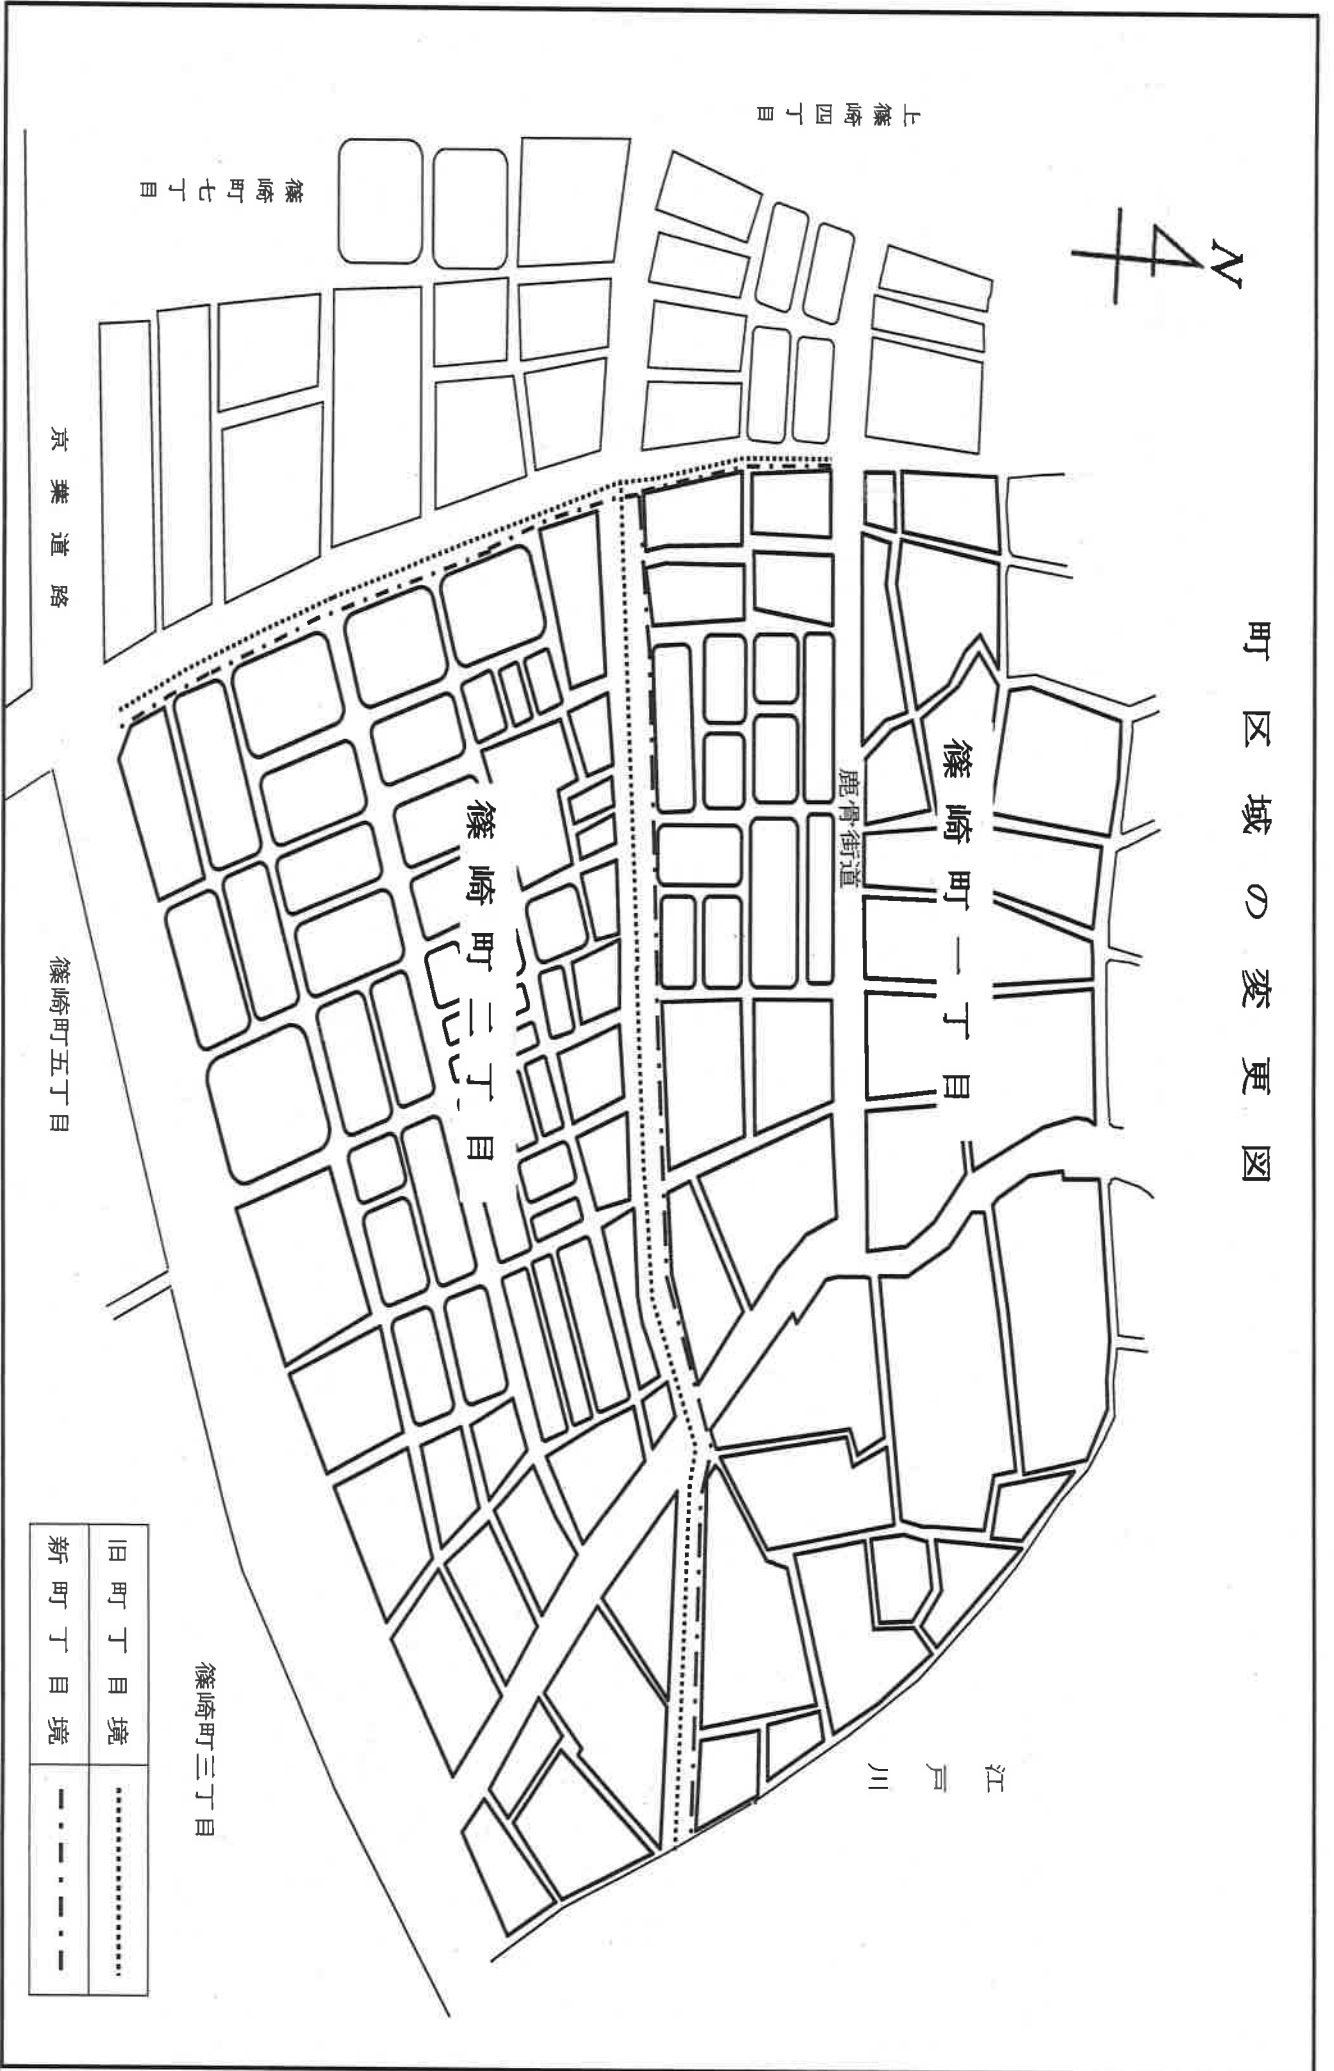 町区域の変更図
N
上篠崎四丁目
篠崎町七丁目
鹿骨街道
篠崎町一丁目
篠崎町二丁目
京葉道路
篠崎町五丁目
篠崎町三丁目
江戸川
旧町丁目境
新町丁目境